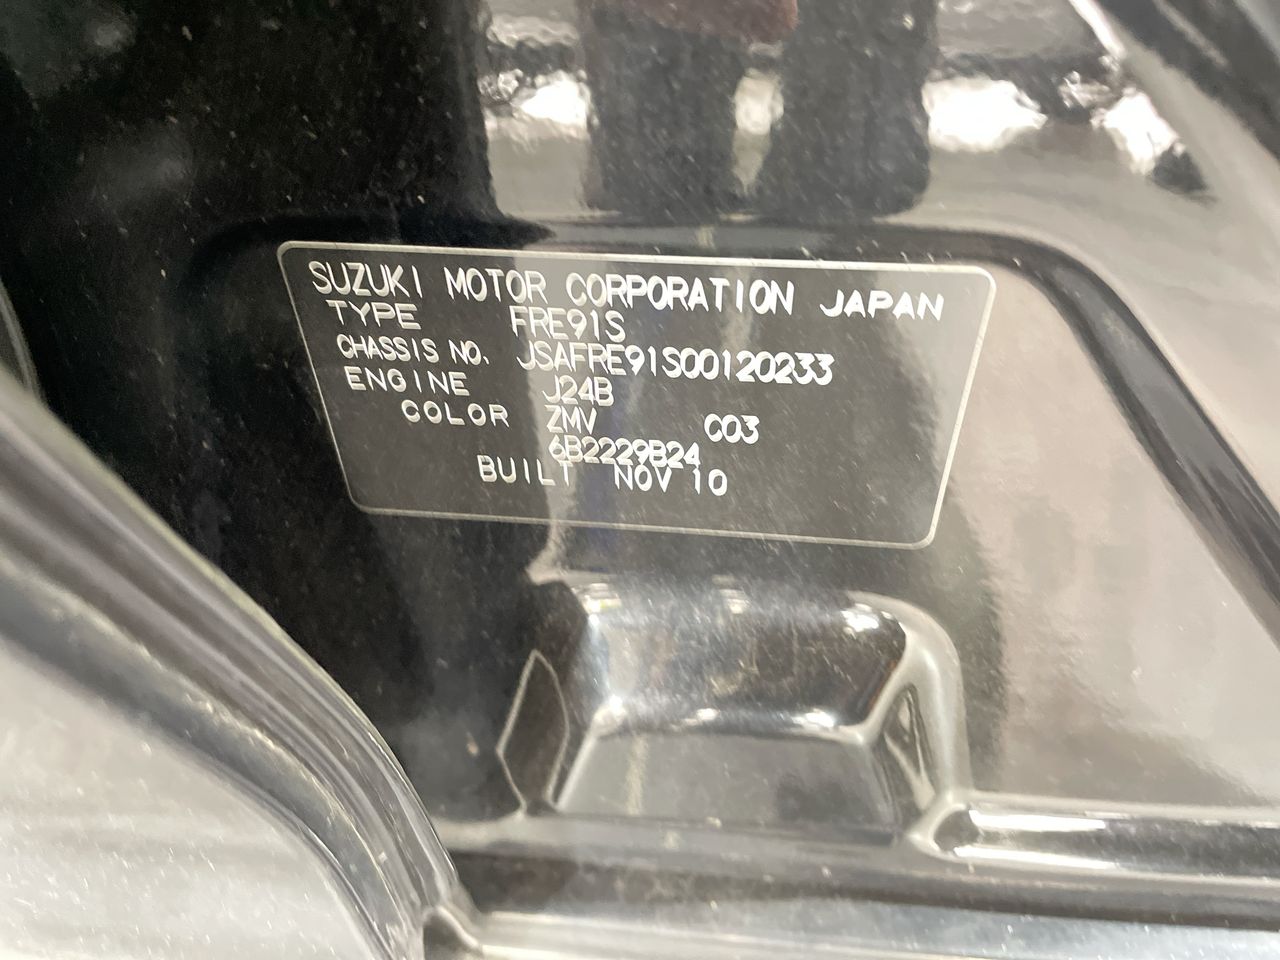 SUZUKI MOTOR CORPORATION JAPAN
TYPE FRE91S
CHASSIS NO. JSAFRE91S00120233
ENGINE J24B
COLOR ZMV C03
6B2229B24
BUILT NOV 10